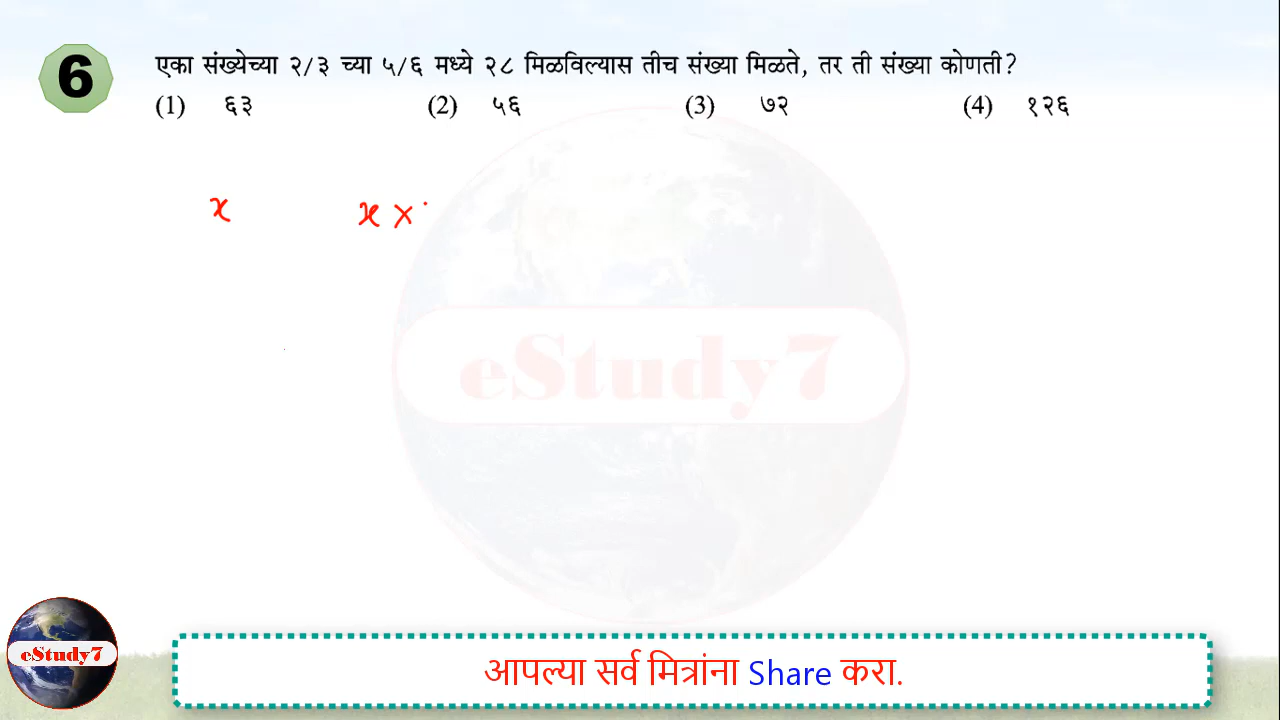 6
एका संख्येच्या २/३ च्या ५/६ मध्ये २८ मिळविल्यास तीच संख्या मिळते, तर ती संख्या कोणती?
(1) ६३ (2) ५६ (3) ७२ (4) १२६
x x ×
eStudy7
eStudy7
आपल्या सर्व मित्रांना Share करा.